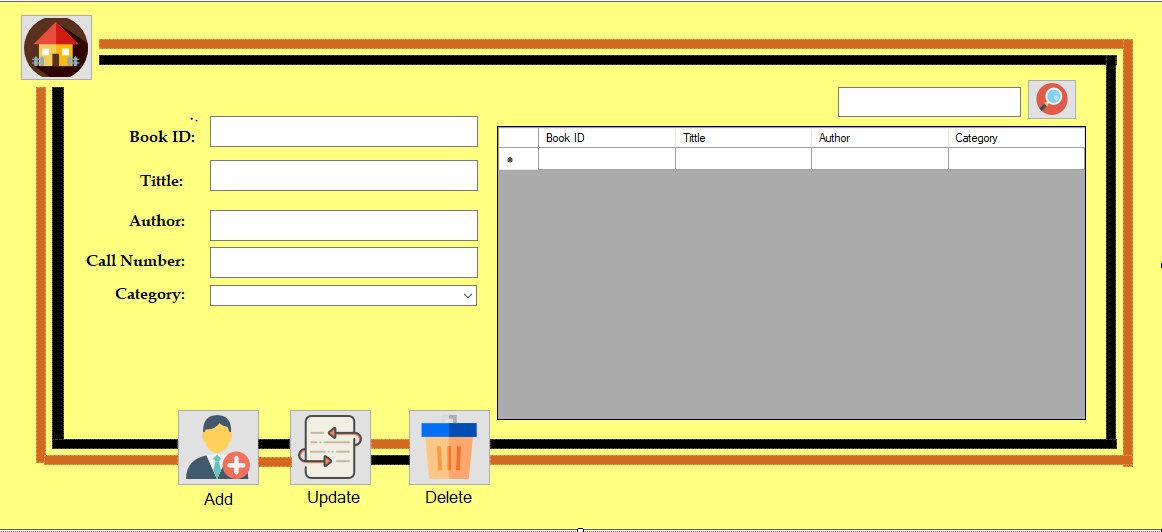 Book ID:
Tittle:
Author:
Call Number:
Category:
Book ID Tittle Author Category
Add Update Delete